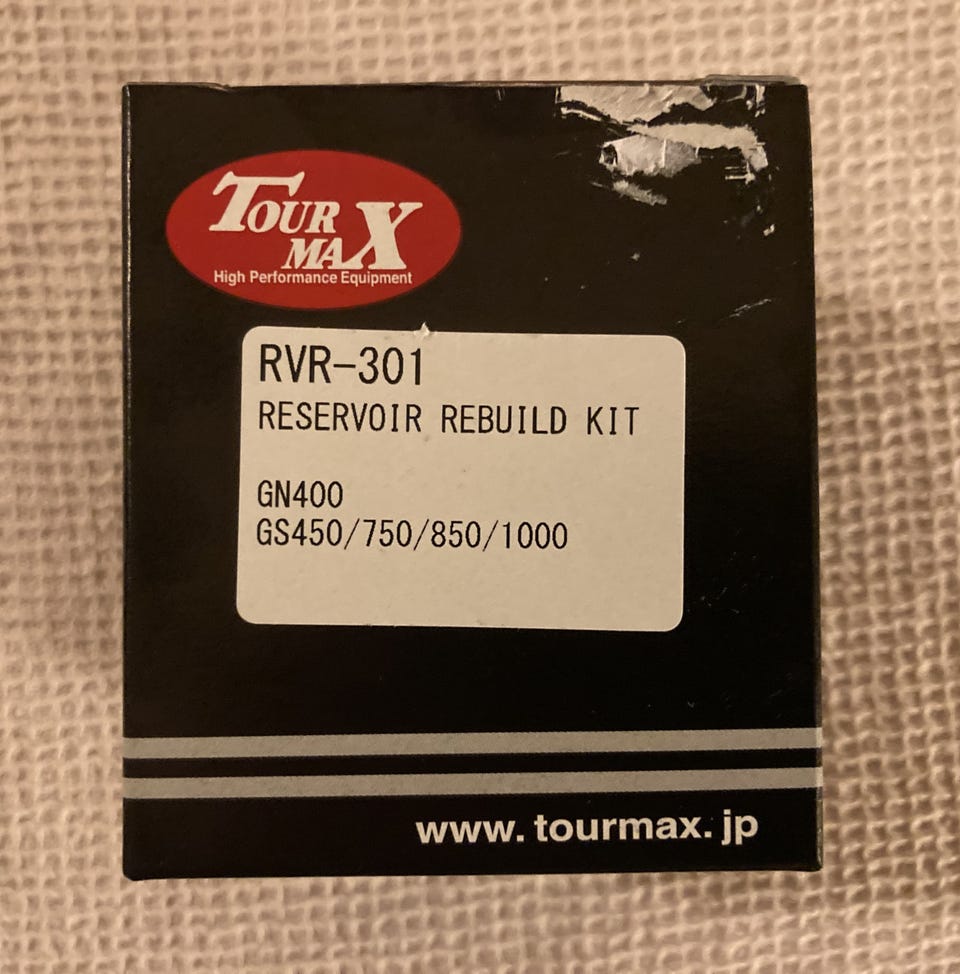 TOUR
MAX
High Performance Equipment
RVR-301
RESERVOIR REBUILD KIT
GN400
GS450/750/850/1000
www.tourmax.jp